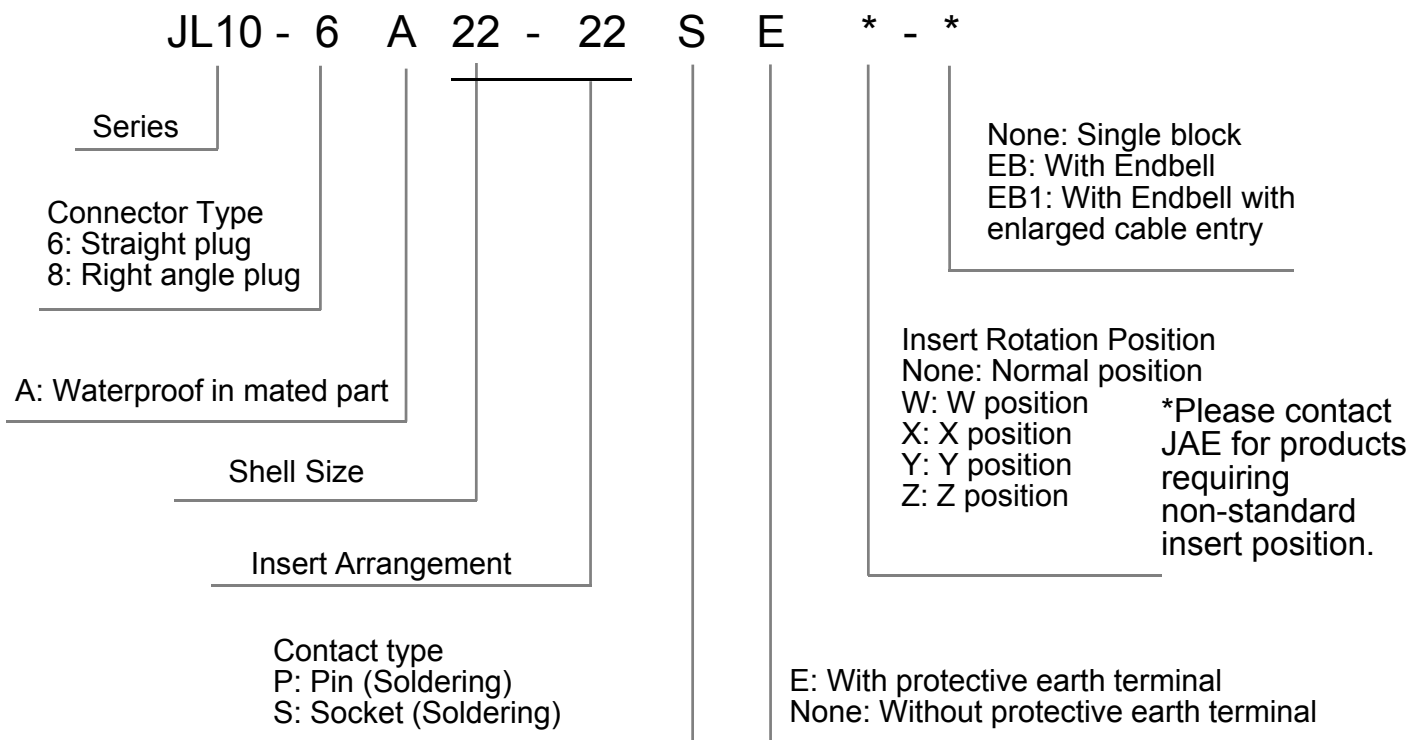 JL10 - 6 A 22 - 22 S E * - *
Series
Connector Type
6: Straight plug
8: Right angle plug
A: Waterproof in mated part
Shell Size
Insert Arrangement
Contact type
P: Pin (Soldering)
S: Socket (Soldering)
E: With protective earth terminal
None: Without protective earth terminal
Insert Rotation Position
None: Normal position
W: W position
X: X position
Y: Y position
Z: Z position
*Please contact
JAE for products
requiring
non-standard
insert position.
None: Single block
EB: With Endbell
EB1: With Endbell with
enlarged cable entry